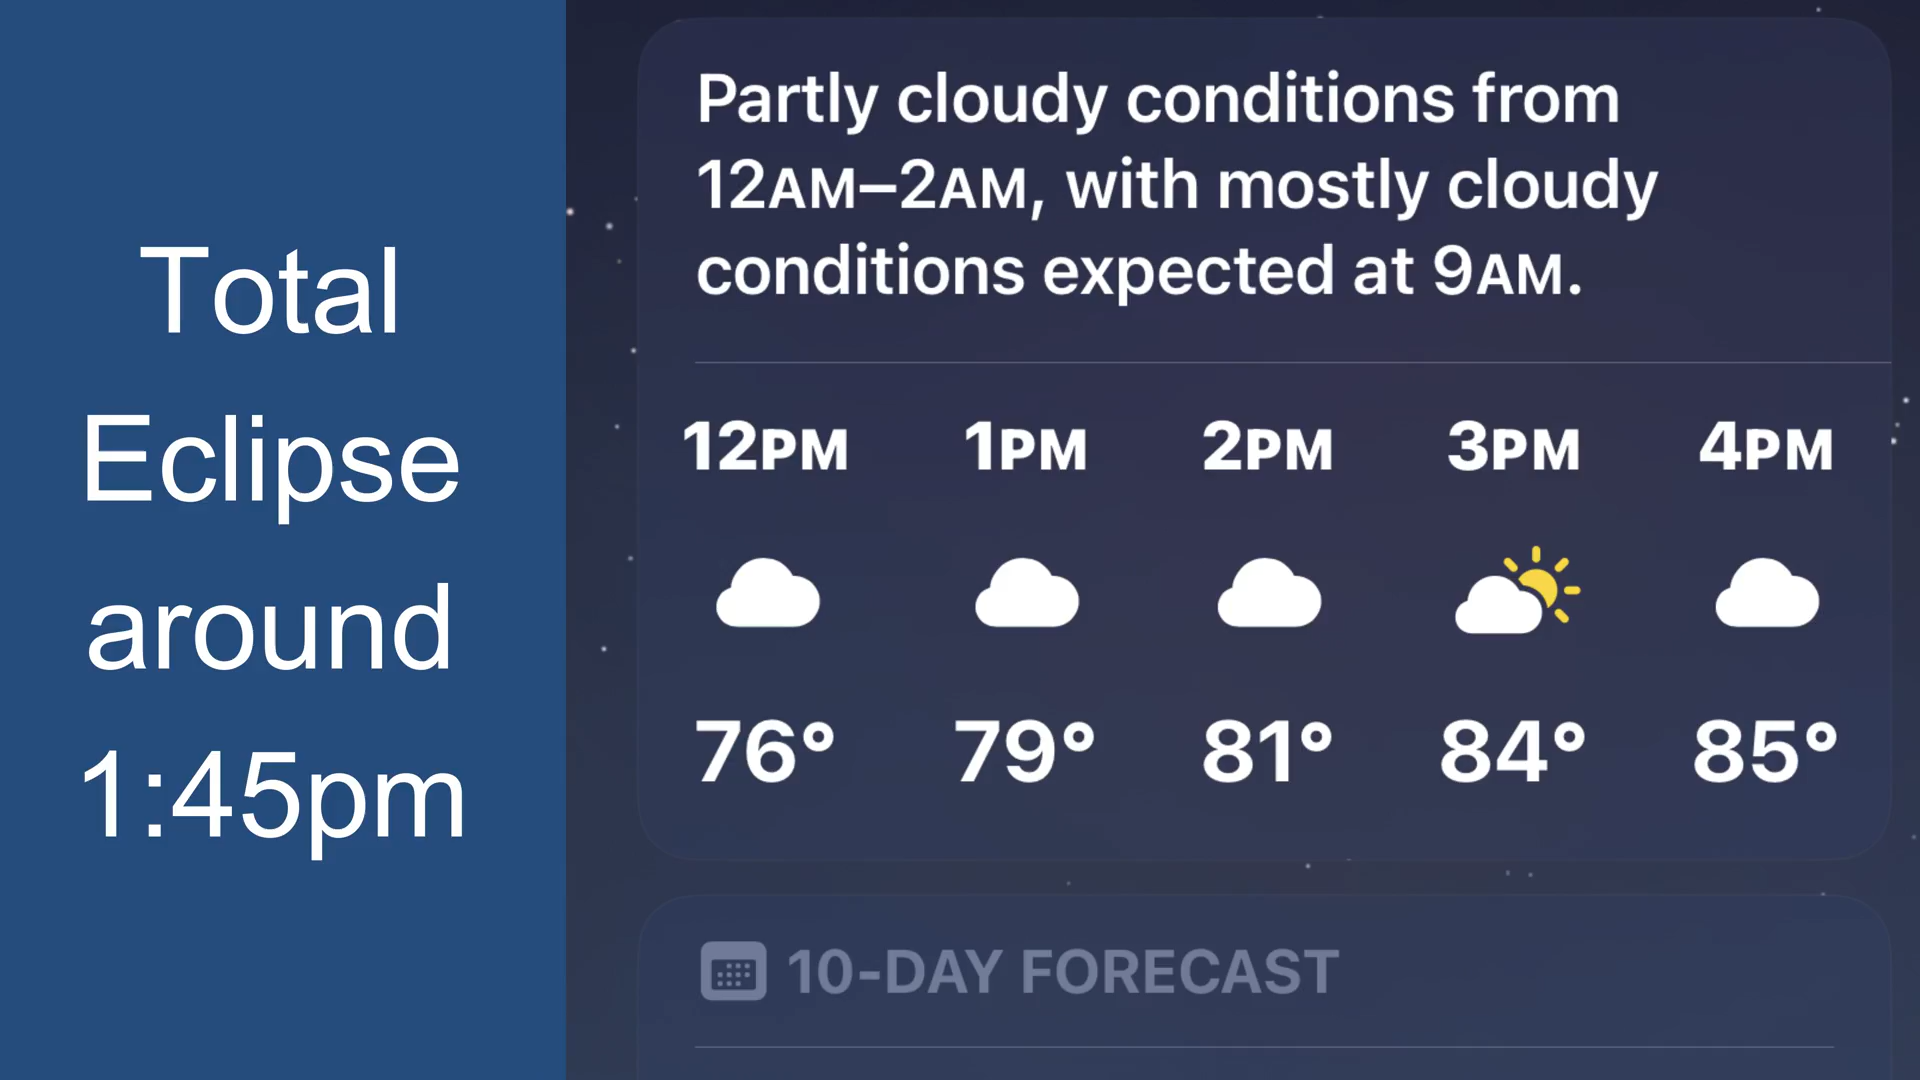 Total
Eclipse
around
1:45pm
Partly cloudy conditions from
12AM–2AM, with mostly cloudy
conditions expected at 9AM.
12PM 1PM 2PM 3PM 4PM
76° 79° 81° 84° 85°
10-DAY FORECAST